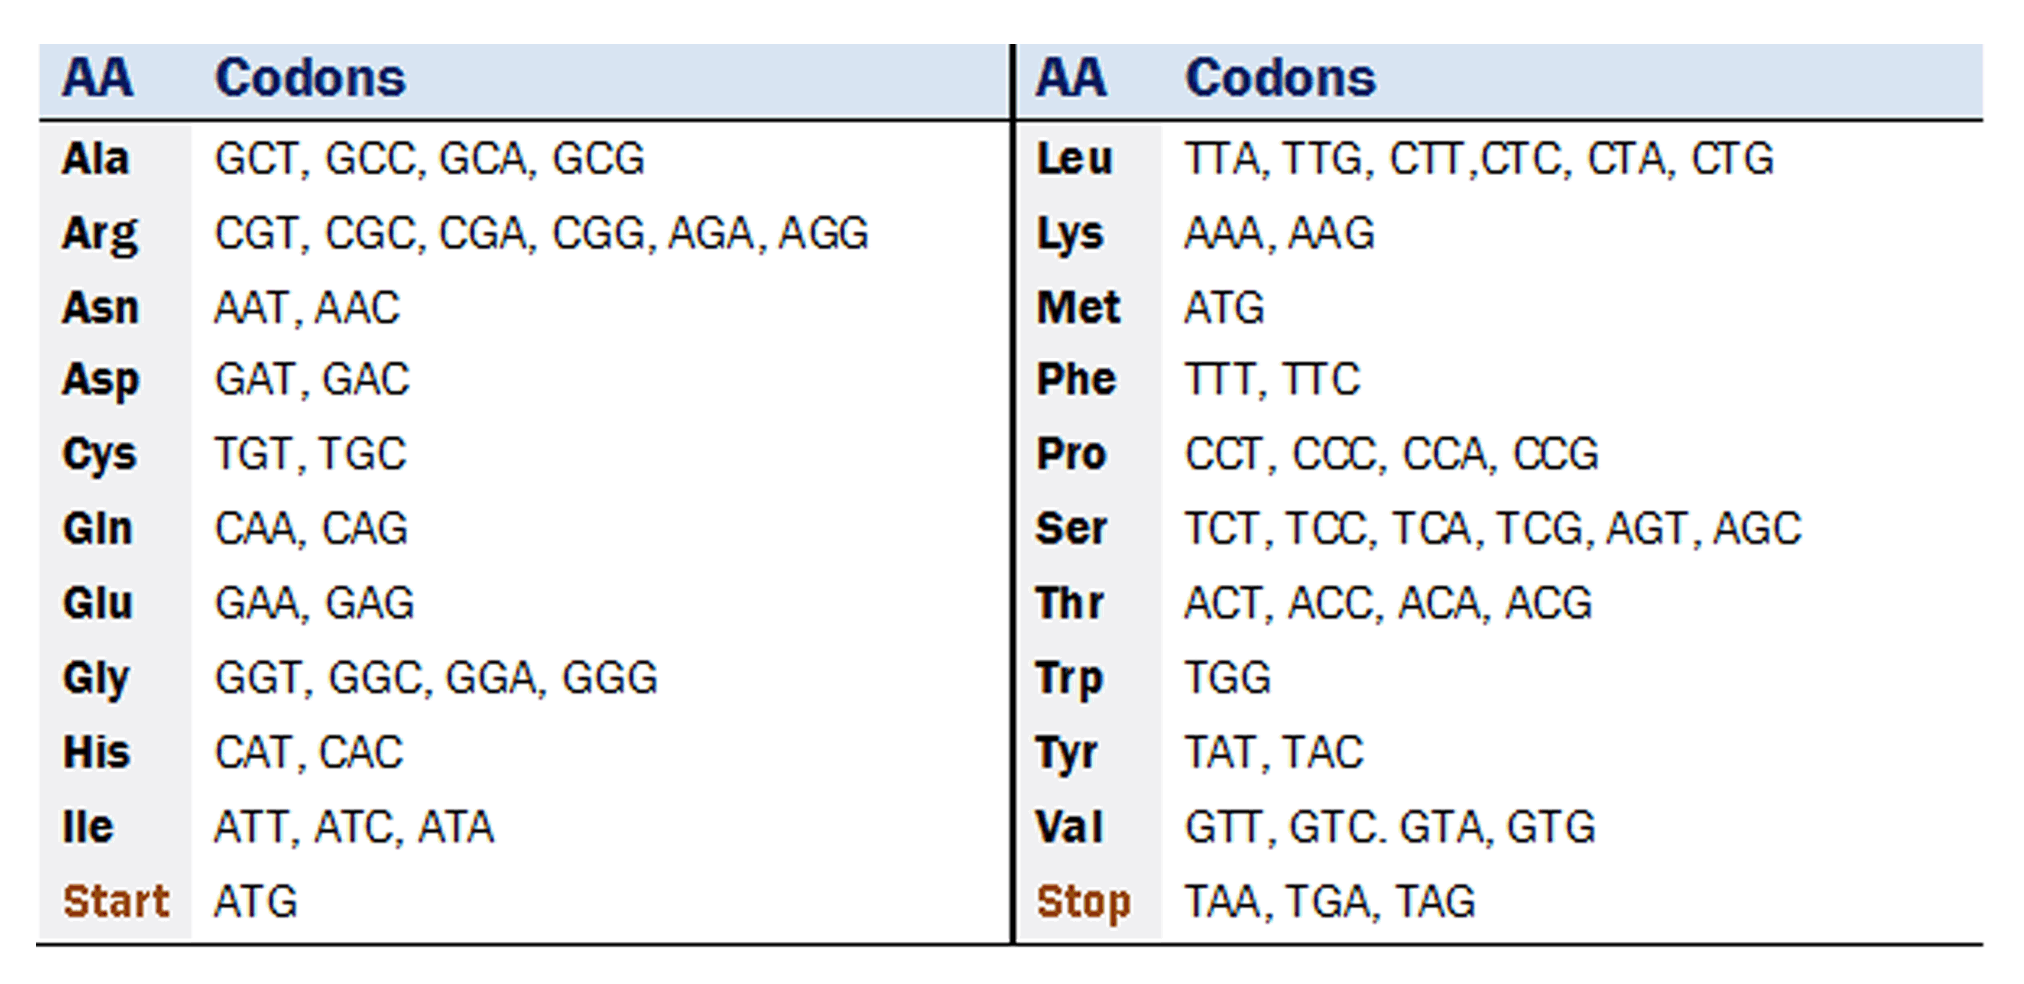 AA Codons AA Codons
Ala GCT, GCC, GCA, GCG Leu TTA, TTG, CTT,CTC, CTA, CTG
Arg CGT, CGC, CGA, CGG, AGA, AGG Lys AAA, AAG
Asn AAT, AAC Met ATG
Asp GAT, GAC Phe TTT, TTC
Cys TGT, TGC Pro CCT, CCC, CCA, CCG
Gln CAA, CAG Ser TCT, TCC, TCA, TCG, AGT, AGC
Glu GAA, GAG Thr ACT, ACC, ACA, ACG
Gly GGT, GGC, GGA, GGG Trp TGG
His CAT, CAC Tyr TAT, TAC
Ile ATT, ATC, ATA Val GTT, GTC. GTA, GTG
Start ATG Stop TAA, TGA, TAG